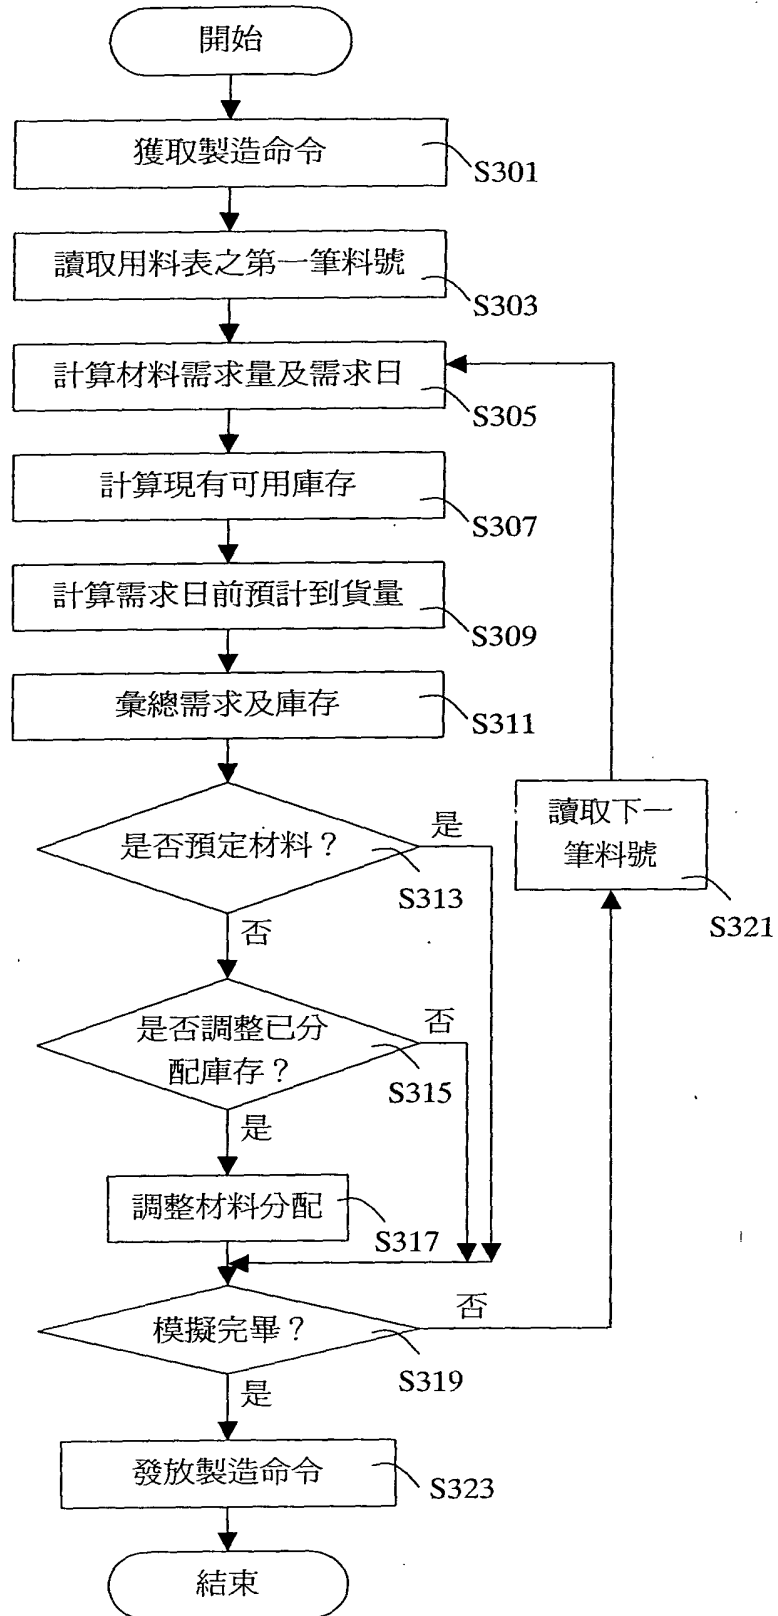 開始
獲取製造命令
S301
讀取用料表之第一筆料號
S303
計算材料需求量及需求日
S305
計算現有可用庫存
S307
計算需求日前預計到貨量
S309
彙總需求及庫存
S311
是否預定材料？
是
S313
讀取下一
筆料號
S321
否
是否調整已分
配庫存？
否
S315
是
調整材料分配
S317
模擬完畢？
否
S319
是
發放製造命令
S323
結束